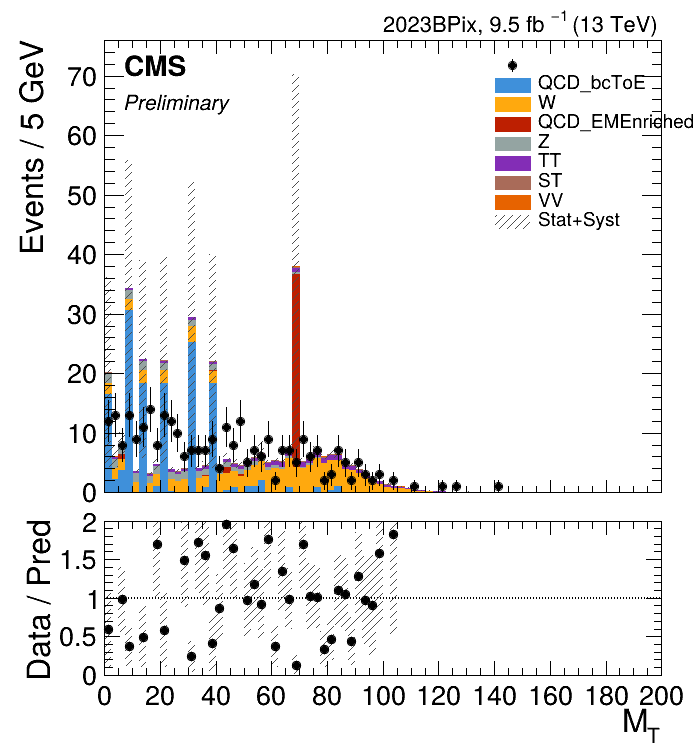 2023BPix, 9.5 fb⁻¹ (13 TeV)
CMS
Preliminary
QCD_bcToE
W
QCD_EMEnriched
Z
TT
ST
VV
Stat+Syst
Events / 5 GeV
70
60
50
40
30
20
10
0
Data / Pred
2
1.5
1
0.5
0
0 20 40 60 80 100 120 140 160 180 200
M_T